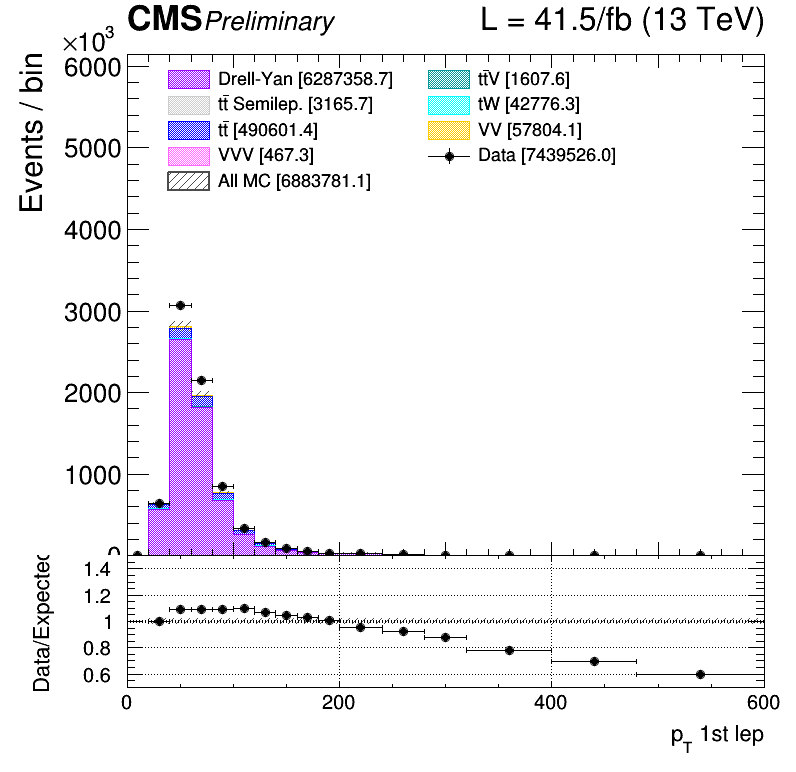 CMS Preliminary L = 41.5/fb (13 TeV)
×10³
Events / bin
6000
5000
4000
3000
2000
1000
0
Drell-Yan [6287358.7]
tt̄ Semilep. [3165.7]
tt̄ [490601.4]
VVV [467.3]
All MC [6883781.1]
tt̄V [1607.6]
tW [42776.3]
VV [57804.1]
Data [7439526.0]
Data/Expected
1.4
1.2
1
0.8
0.6
0 200 400 600
p_T 1st lep